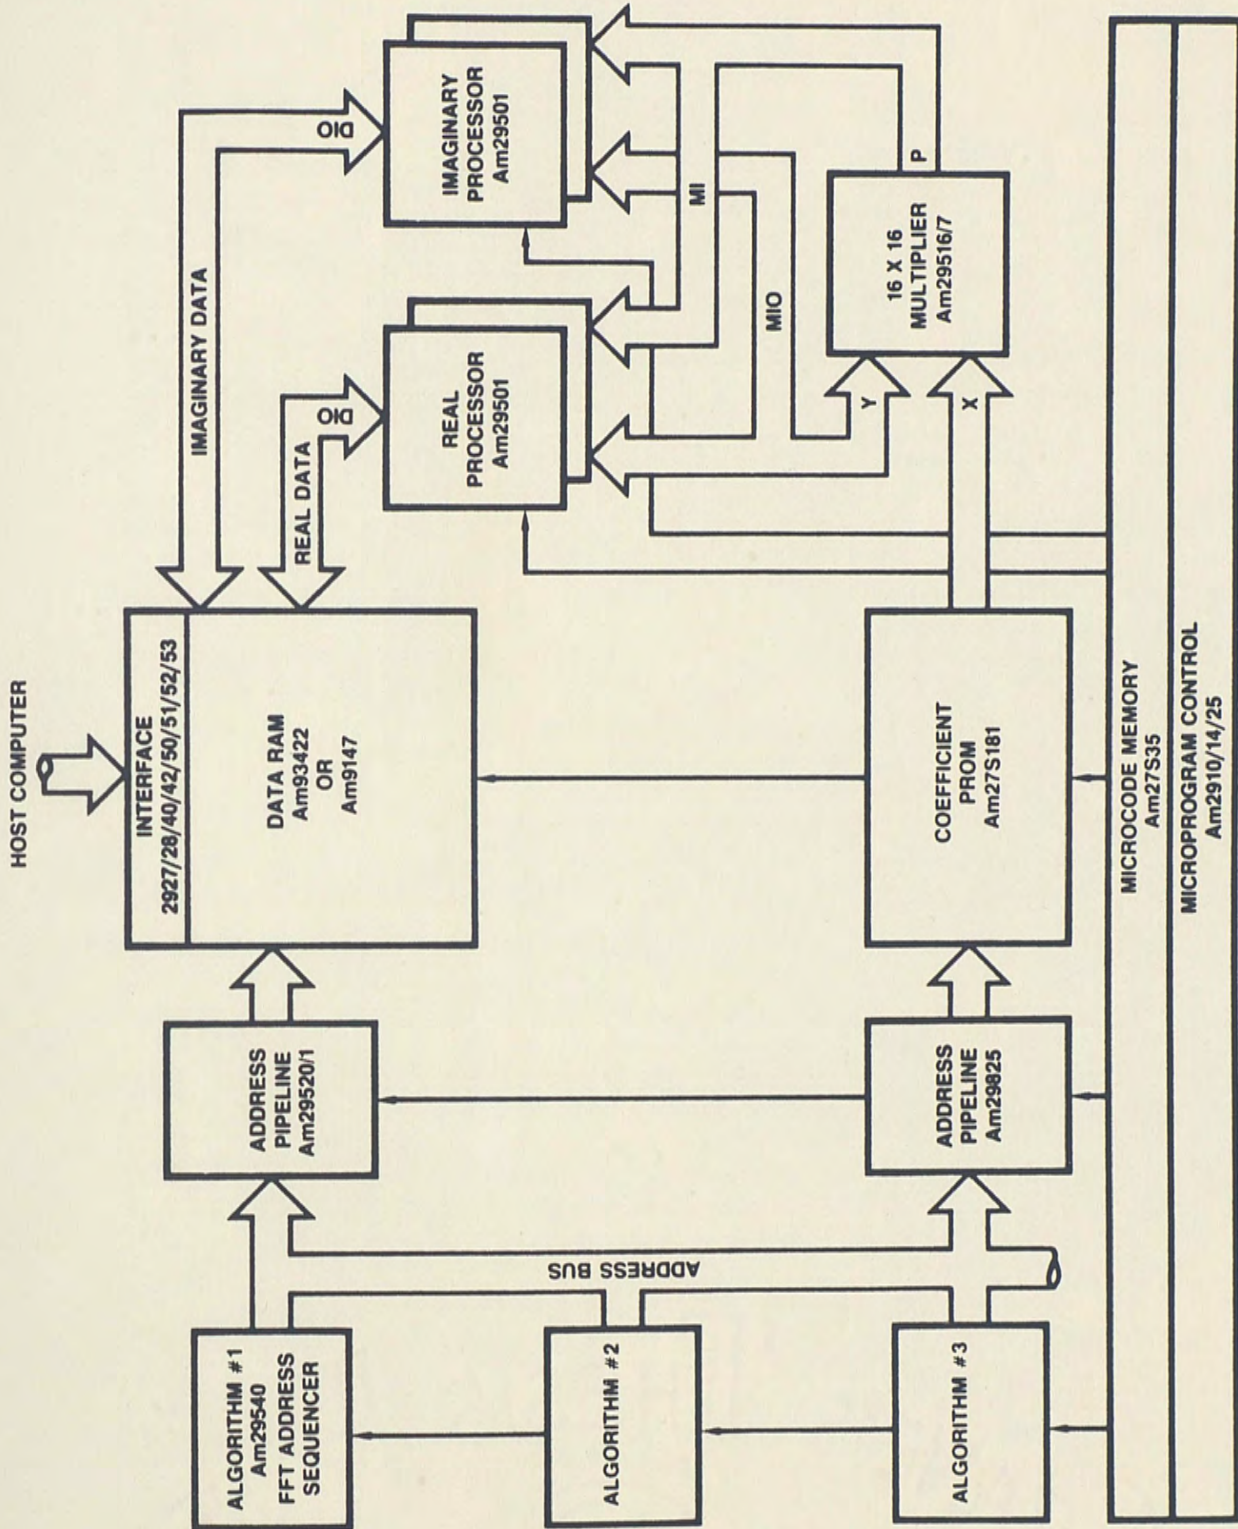 HOST COMPUTER
INTERFACE
2927/28/40/42/50/51/52/53
DATA RAM
Am93422
OR
Am9147
IMAGINARY DATA
REAL DATA
DIO
DIO
ALGORITHM #1
Am29540
FFT ADDRESS
SEQUENCER
ADDRESS
PIPELINE
Am29520/1
REAL
PROCESSOR
Am29501
IMAGINARY
PROCESSOR
Am29501
ADDRESS BUS
ALGORITHM #2
MI
MIO
ALGORITHM #3
ADDRESS
PIPELINE
Am29825
COEFFICIENT
PROM
Am27S181
Y
X
16 X 16
MULTIPLIER
Am29516/7
P
MICROCODE MEMORY
Am27S35
MICROPROGRAM CONTROL
Am2910/14/25